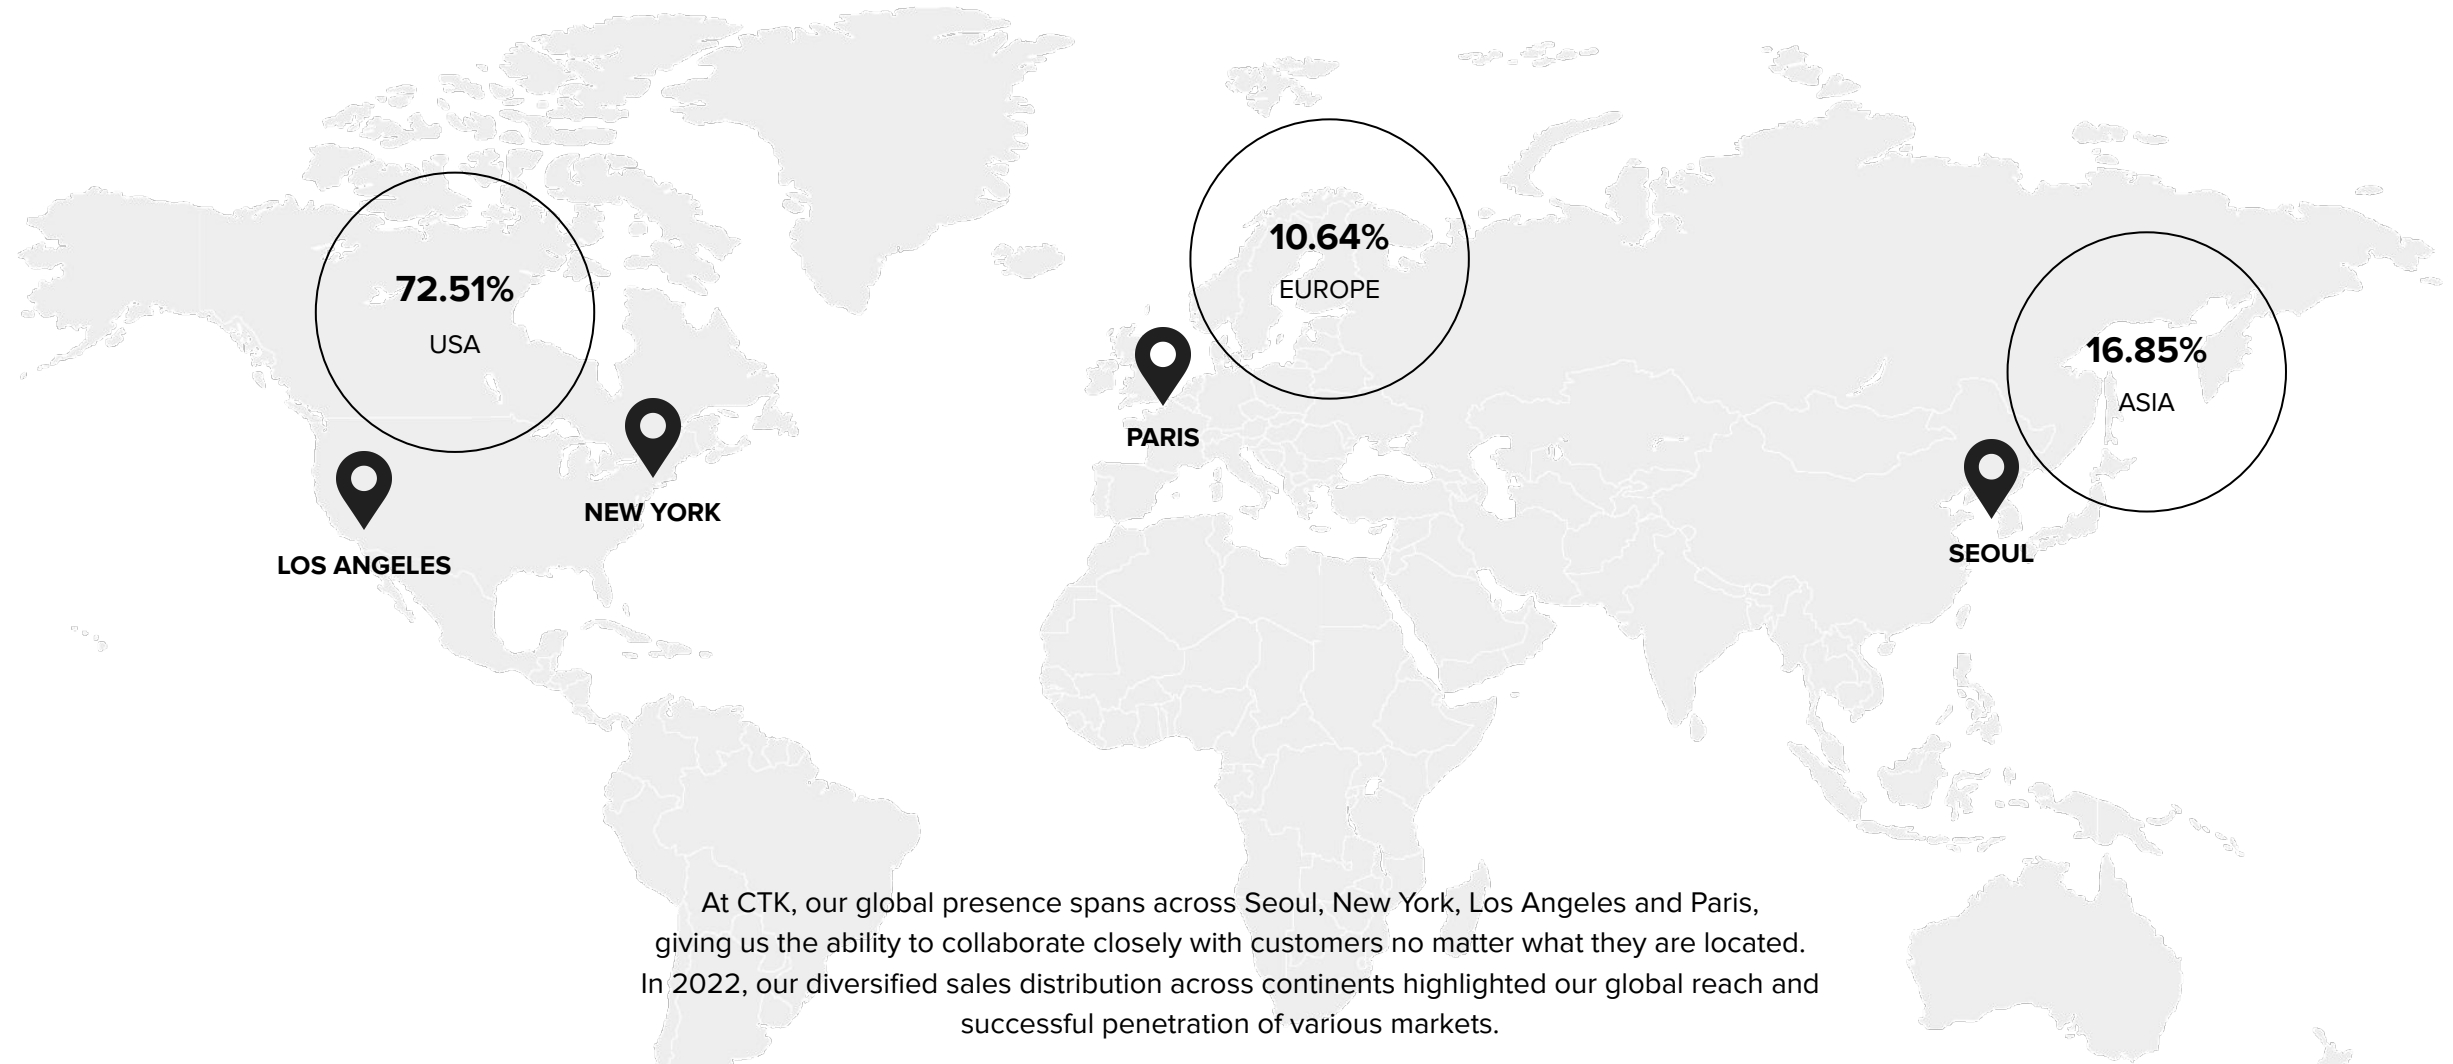 10.64%
EUROPE
72.51%
USA
16.85%
ASIA
PARIS
NEW YORK
LOS ANGELES
SEOUL
At CTK, our global presence spans across Seoul, New York, Los Angeles and Paris,
giving us the ability to collaborate closely with customers no matter what they are located.
In 2022, our diversified sales distribution across continents highlighted our global reach and
successful penetration of various markets.